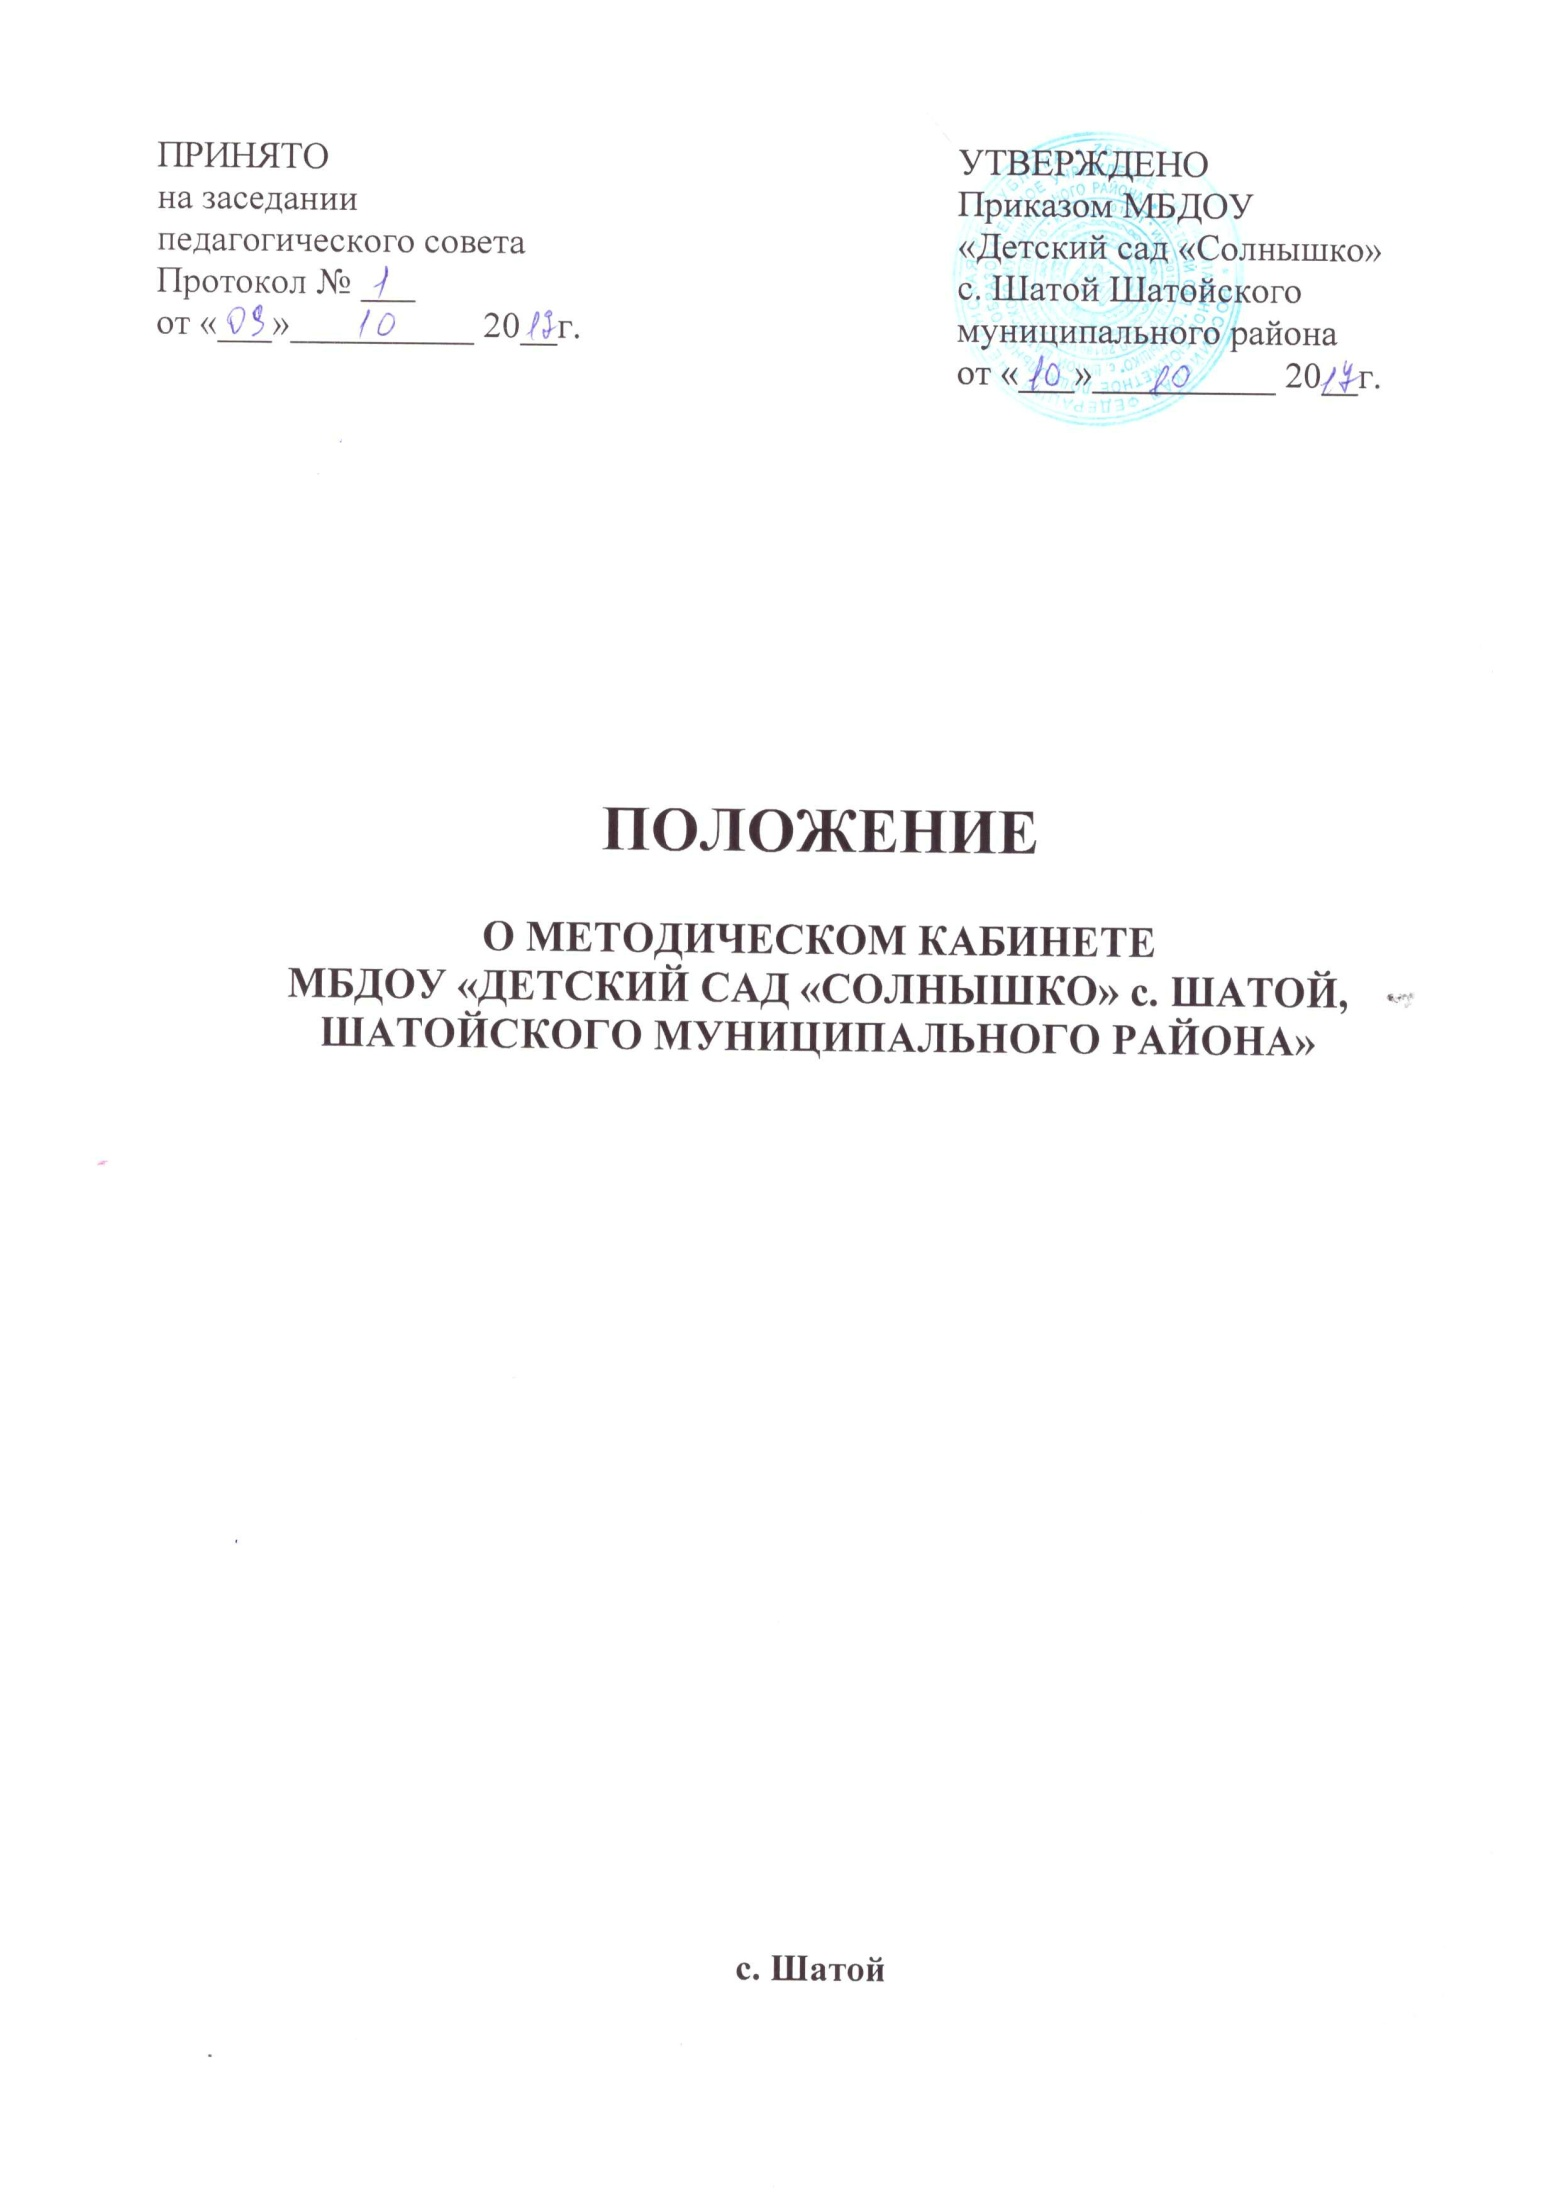 ПРИНЯТО
на заседании
педагогического совета
Протокол № 1
от «09» 10 2017г.
УТВЕРЖДЕНО
Приказом МБДОУ
«Детский сад «Солнышко»
с. Шатой Шатойского
муниципального района
от «10» 10 2017г.
ПОЛОЖЕНИЕ
О МЕТОДИЧЕСКОМ КАБИНЕТЕ
МБДОУ «ДЕТСКИЙ САД «СОЛНЫШКО» с. ШАТОЙ,
ШАТОЙСКОГО МУНИЦИПАЛЬНОГО РАЙОНА»
с. Шатой